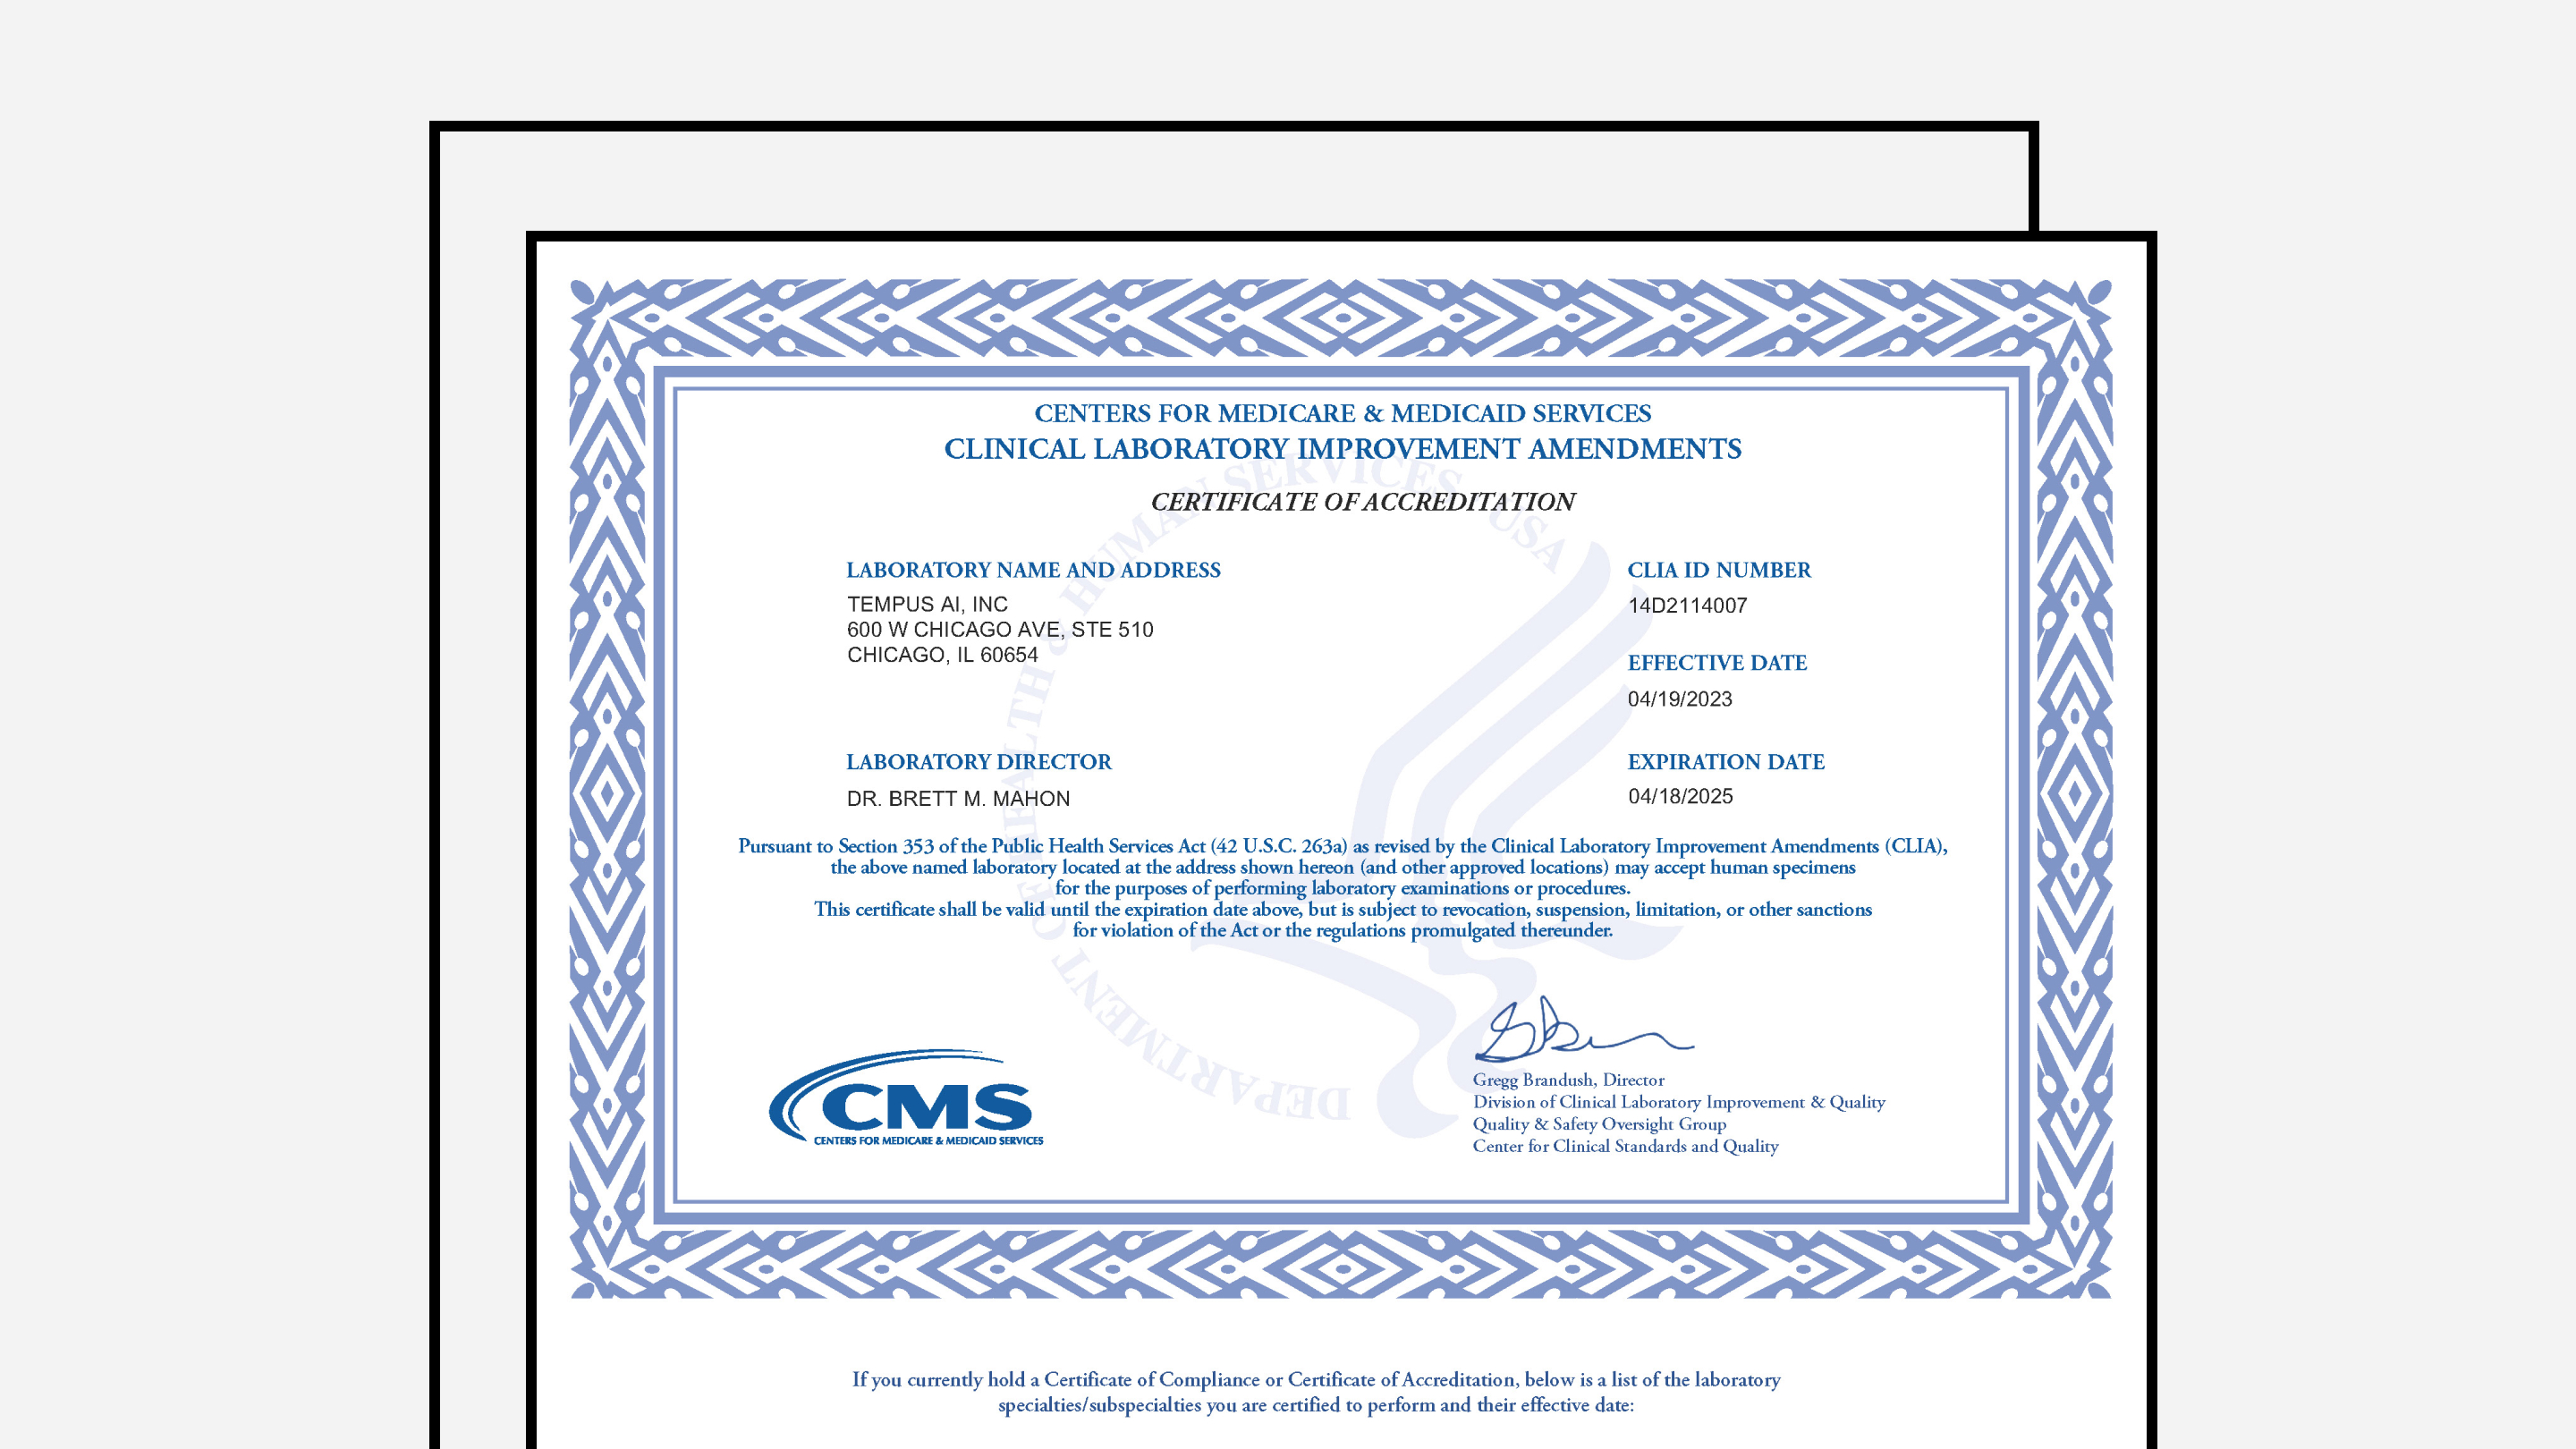 CENTERS FOR MEDICARE & MEDICAID SERVICES
CLINICAL LABORATORY IMPROVEMENT AMENDMENTS
CERTIFICATE OF ACCREDITATION
LABORATORY NAME AND ADDRESS
TEMPUS AI, INC
600 W CHICAGO AVE, STE 510
CHICAGO, IL 60654
CLIA ID NUMBER
14D2114007
EFFECTIVE DATE
04/19/2023
LABORATORY DIRECTOR
DR. BRETT M. MAHON
EXPIRATION DATE
04/18/2025
Pursuant to Section 353 of the Public Health Services Act (42 U.S.C. 263a) as revised by the Clinical Laboratory Improvement Amendments (CLIA),
the above named laboratory located at the address shown hereon (and other approved locations) may accept human specimens
for the purposes of performing laboratory examinations or procedures.
This certificate shall be valid until the expiration date above, but is subject to revocation, suspension, limitation, or other sanctions
for violation of the Act or the regulations promulgated thereunder.
DEPARTMENT OF HEALTH & HUMAN SERVICES USA
CMS
CENTERS FOR MEDICARE & MEDICAID SERVICES
Gregg Brandush, Director
Division of Clinical Laboratory Improvement & Quality
Quality & Safety Oversight Group
Center for Clinical Standards and Quality
If you currently hold a Certificate of Compliance or Certificate of Accreditation, below is a list of the laboratory
specialties/subspecialties you are certified to perform and their effective date: